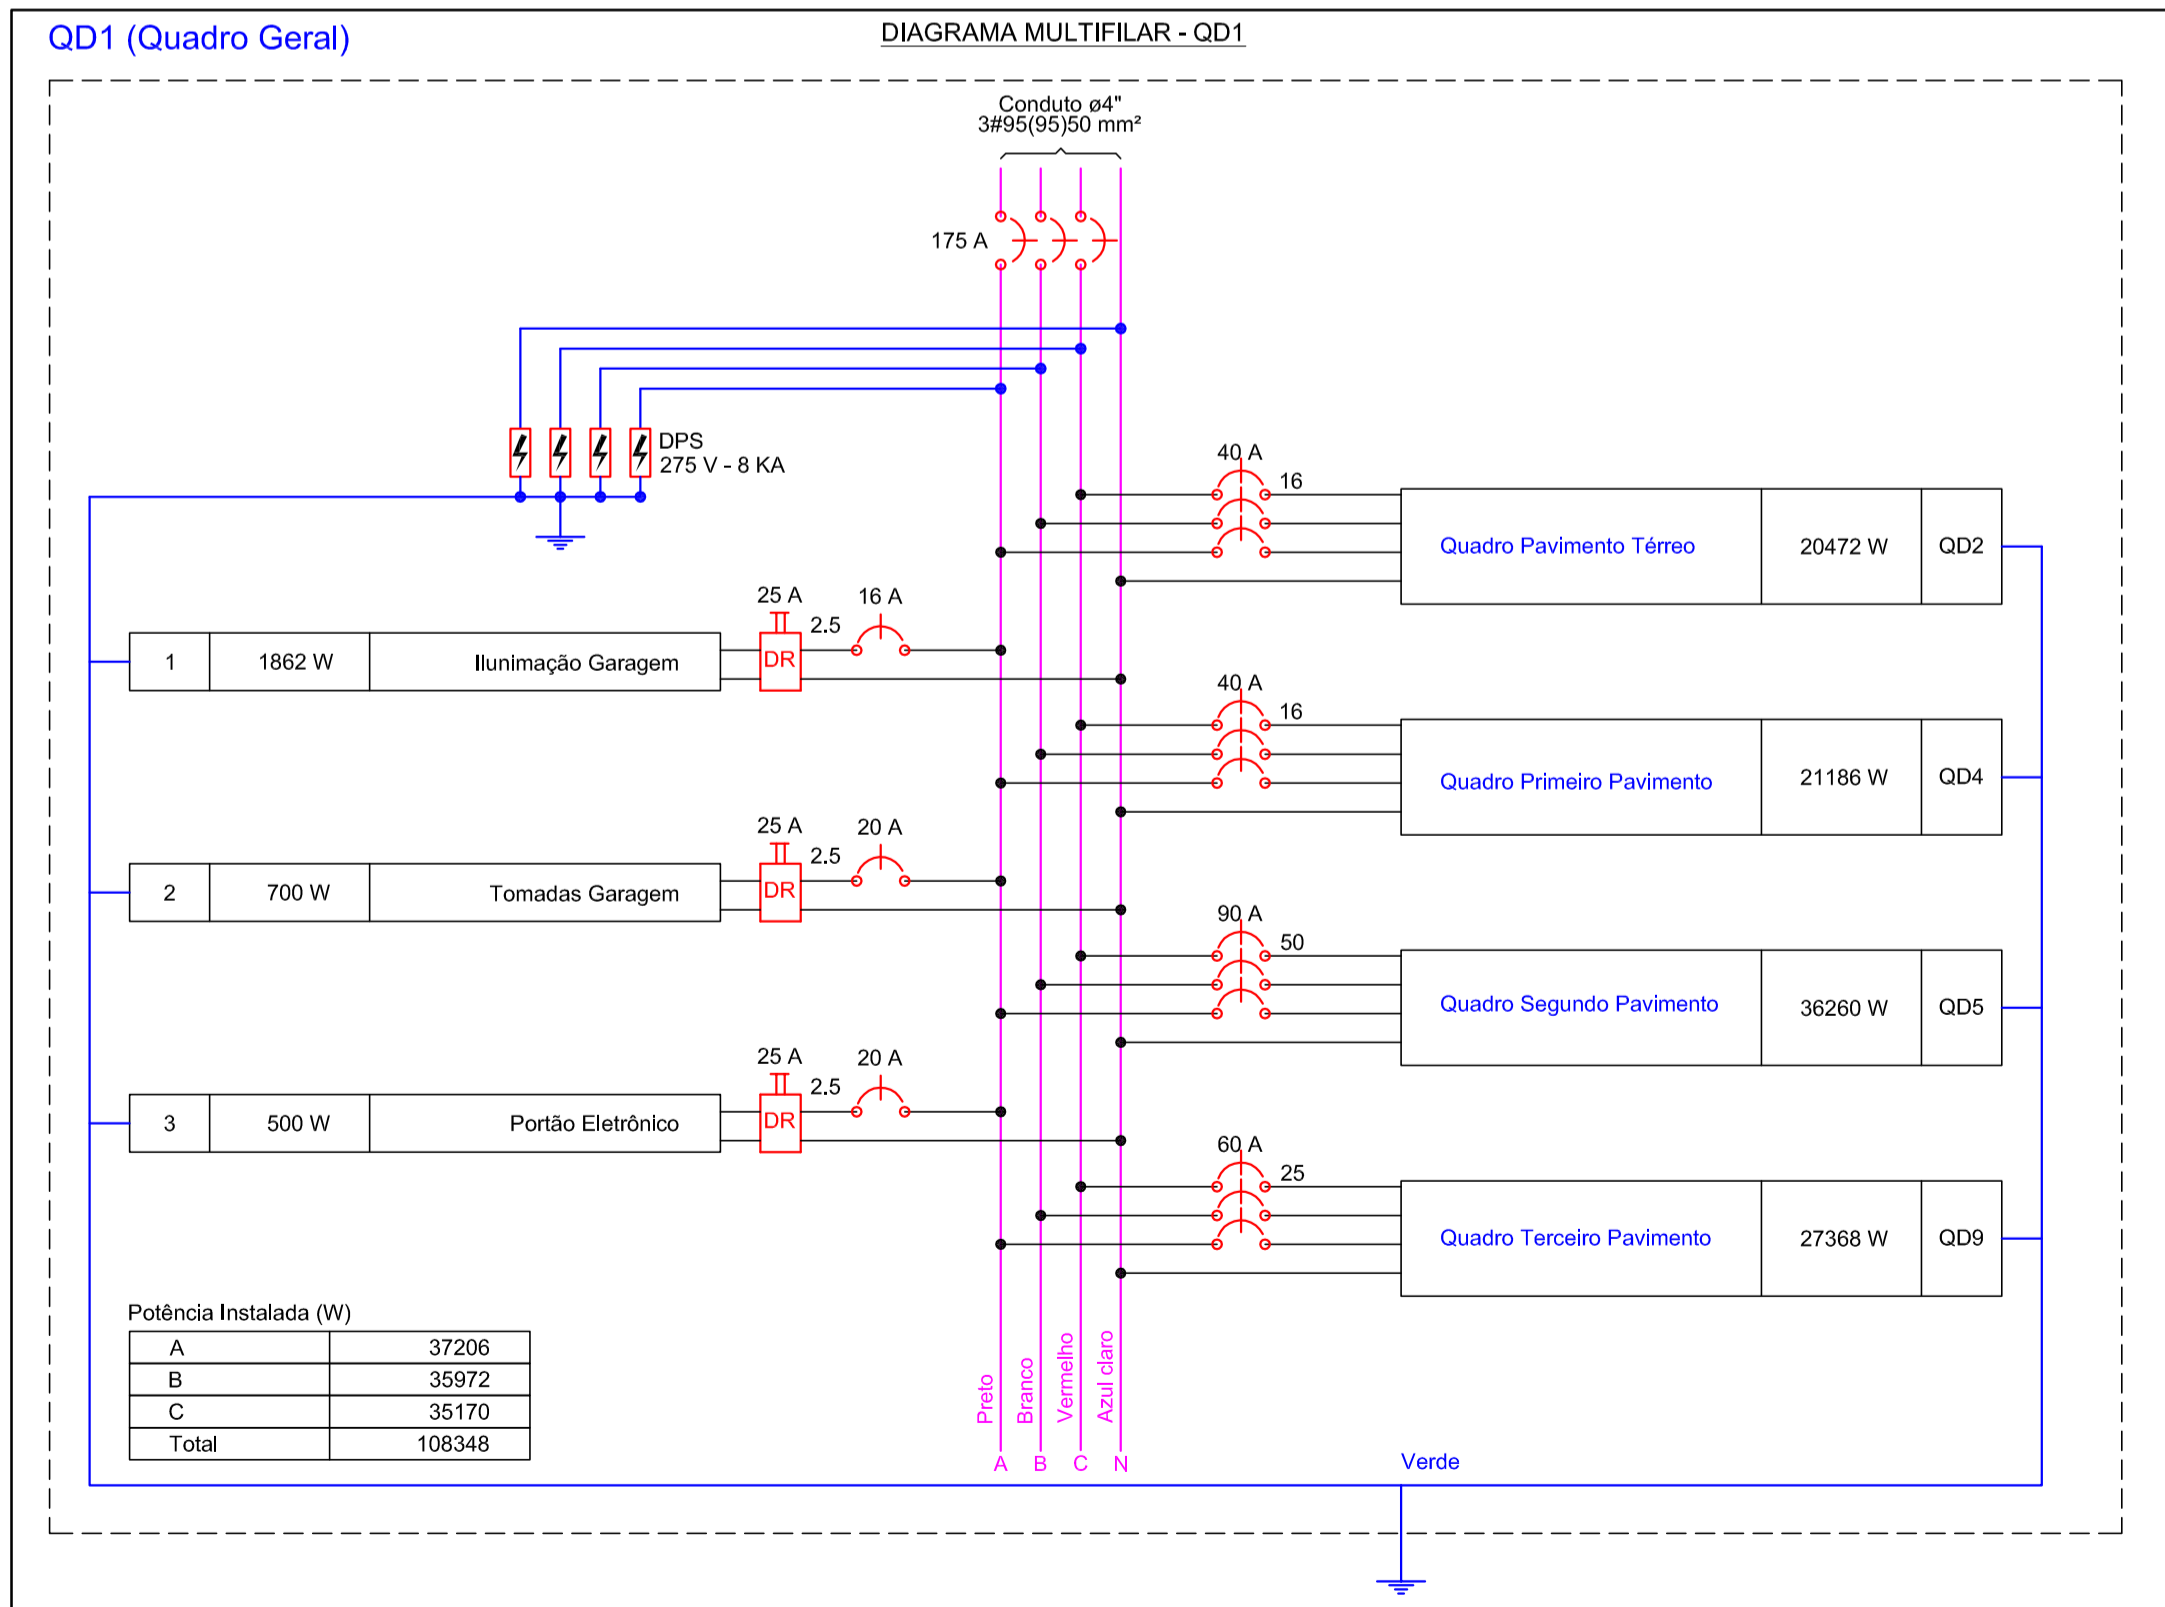 QD1 (Quadro Geral)
DIAGRAMA MULTIFILAR - QD1
Conduto ø4"
3#95(95)50 mm²
175 A
DPS
275 V - 8 KA
40 A
16
Quadro Pavimento Térreo 20472 W QD2
25 A
2.5
16 A
1 1862 W Ilunimação Garagem
DR
40 A
16
Quadro Primeiro Pavimento 21186 W QD4
25 A
2.5
20 A
2 700 W Tomadas Garagem
DR
90 A
50
Quadro Segundo Pavimento 36260 W QD5
25 A
2.5
20 A
3 500 W Portão Eletrônico
DR
60 A
25
Quadro Terceiro Pavimento 27368 W QD9
Potência Instalada (W)
A 37206
B 35972
C 35170
Total 108348
Preto
Branco
Vermelho
Azul claro
A B C N
Verde